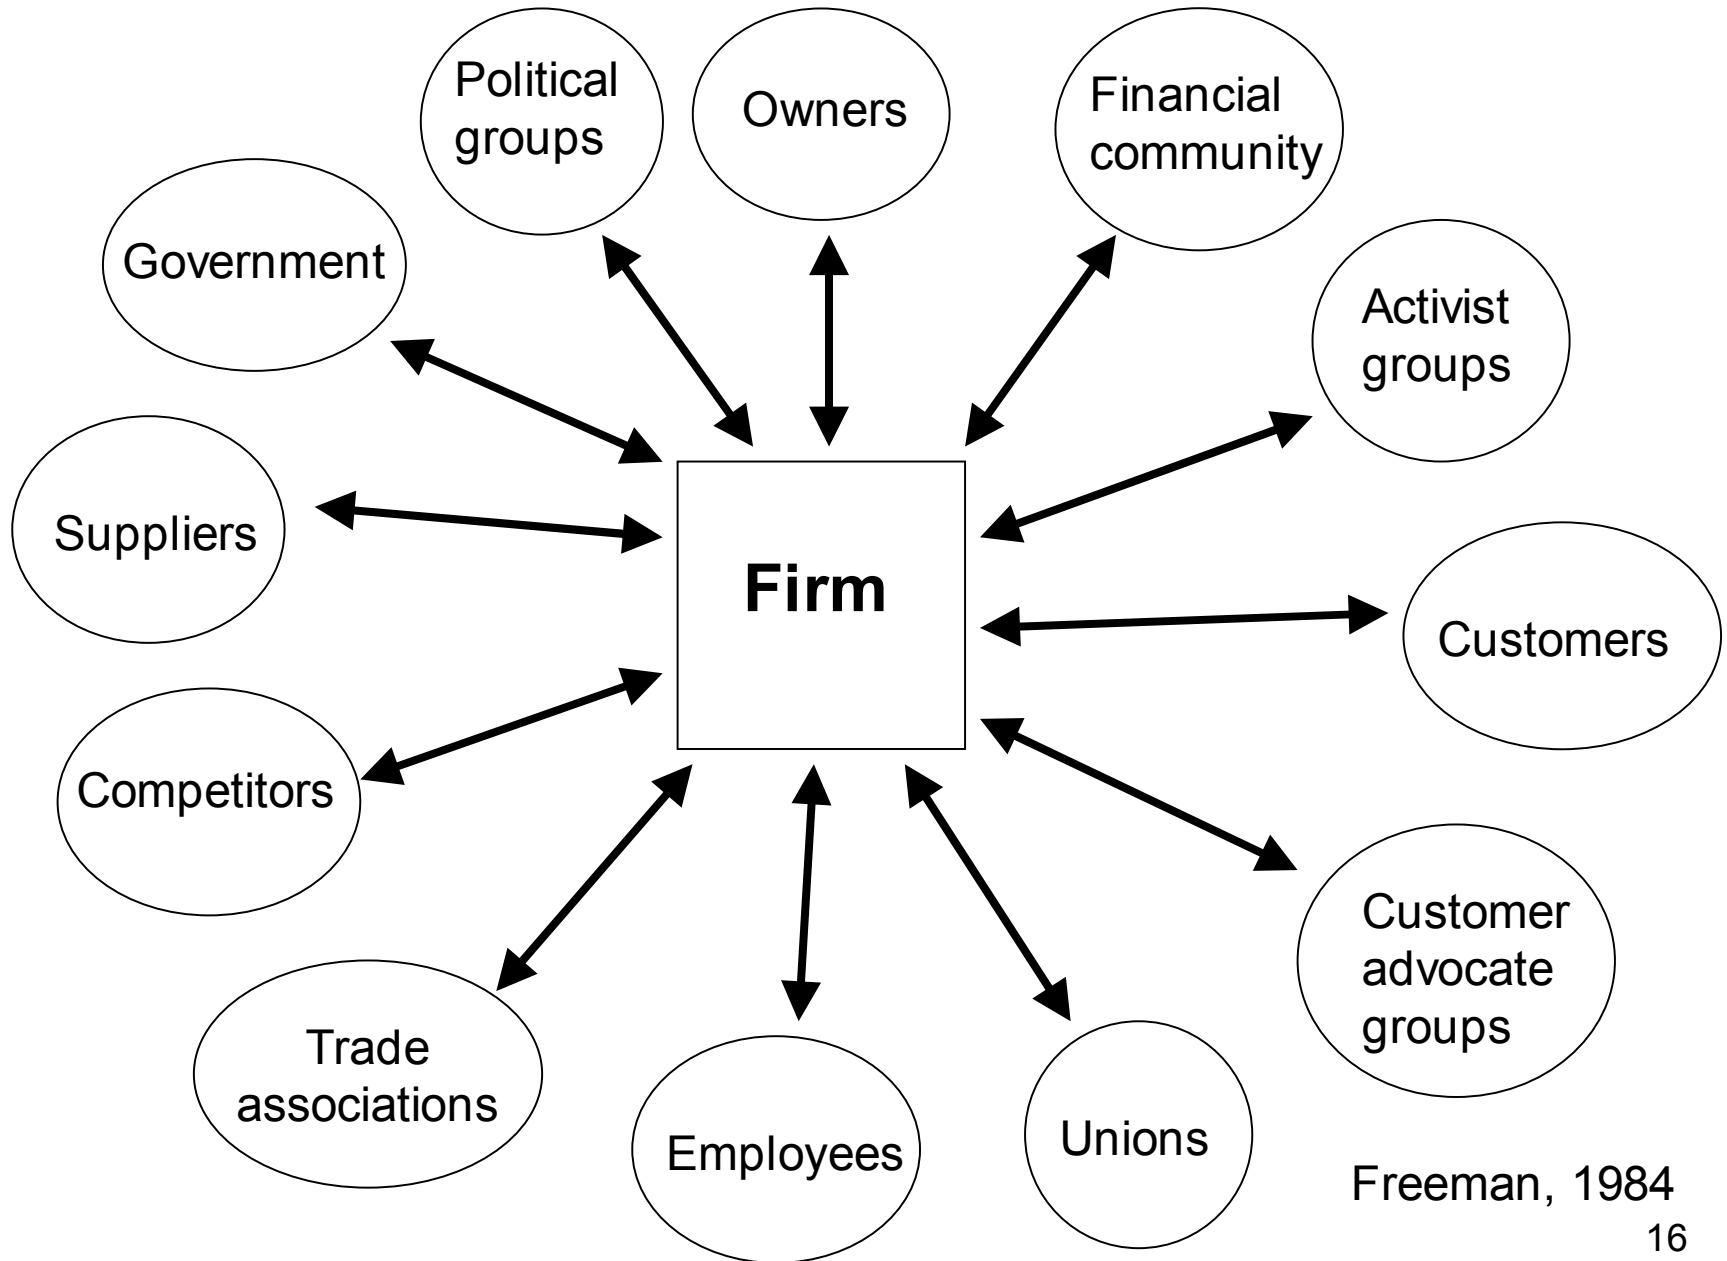 Political
groups
Owners
Financial
community
Government
Activist
groups
Suppliers
Firm
Customers
Competitors
Customer
advocate
groups
Trade
associations
Employees
Unions
Freeman, 1984
16